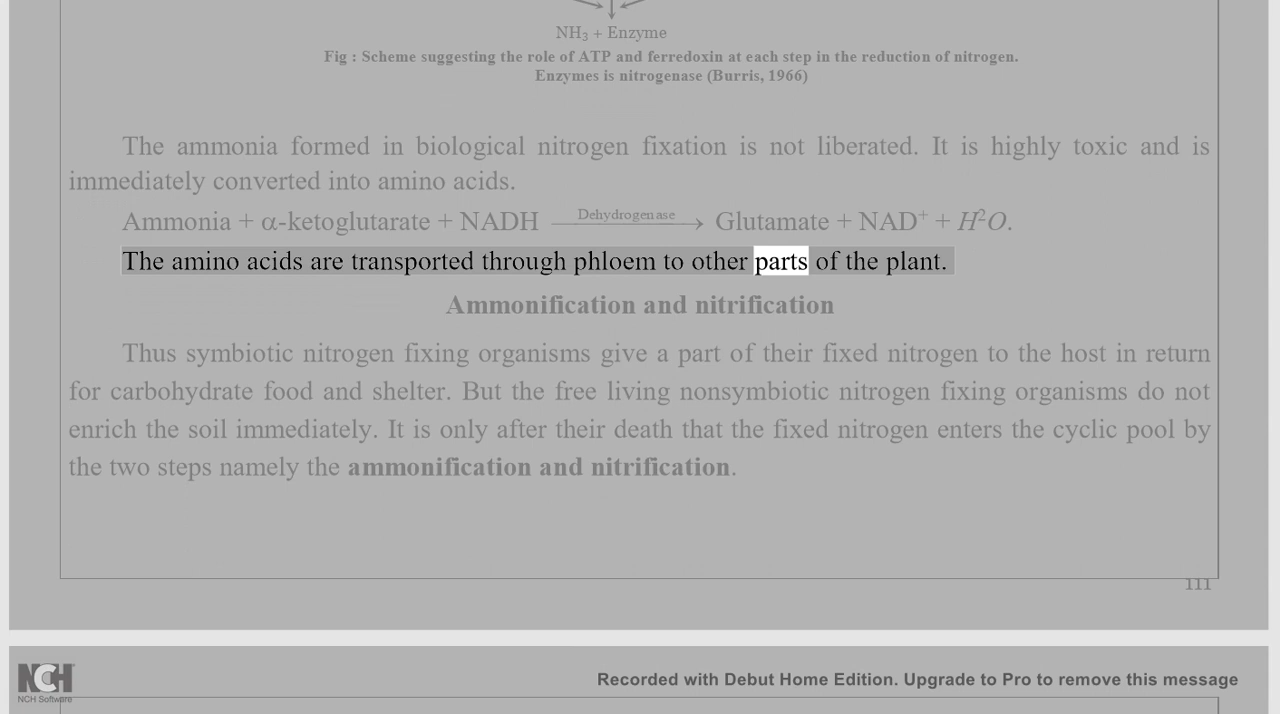 NH3 + Enzyme
Fig : Scheme suggesting the role of ATP and ferredoxin at each step in the reduction of nitrogen.
Enzymes is nitrogenase (Burris, 1966)
The ammonia formed in biological nitrogen fixation is not liberated. It is highly toxic and is
immediately converted into amino acids.
Ammonia + α-ketoglutarate + NADH Dehydrogenase → Glutamate + NAD+ + H2O.
The amino acids are transported through phloem to other parts of the plant.
Ammonification and nitrification
Thus symbiotic nitrogen fixing organisms give a part of their fixed nitrogen to the host in return
for carbohydrate food and shelter. But the free living nonsymbiotic nitrogen fixing organisms do not
enrich the soil immediately. It is only after their death that the fixed nitrogen enters the cyclic pool by
the two steps namely the ammonification and nitrification.
111
NCH
NCH Software
Recorded with Debut Home Edition. Upgrade to Pro to remove this message